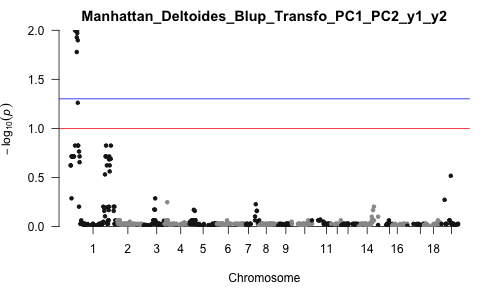 Manhattan_Deltoides_Blup_Transfo_PC1_PC2_y1_y2
2.0
1.5
1.0
0.5
0.0
− log10(p)
1 2 3 4 5 6 7 8 9 11 14 16 18
Chromosome